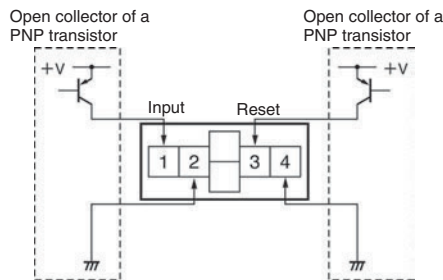 Open collector of a
PNP transistor
Open collector of a
PNP transistor
+V
+V
Input
Reset
1 2 3 4